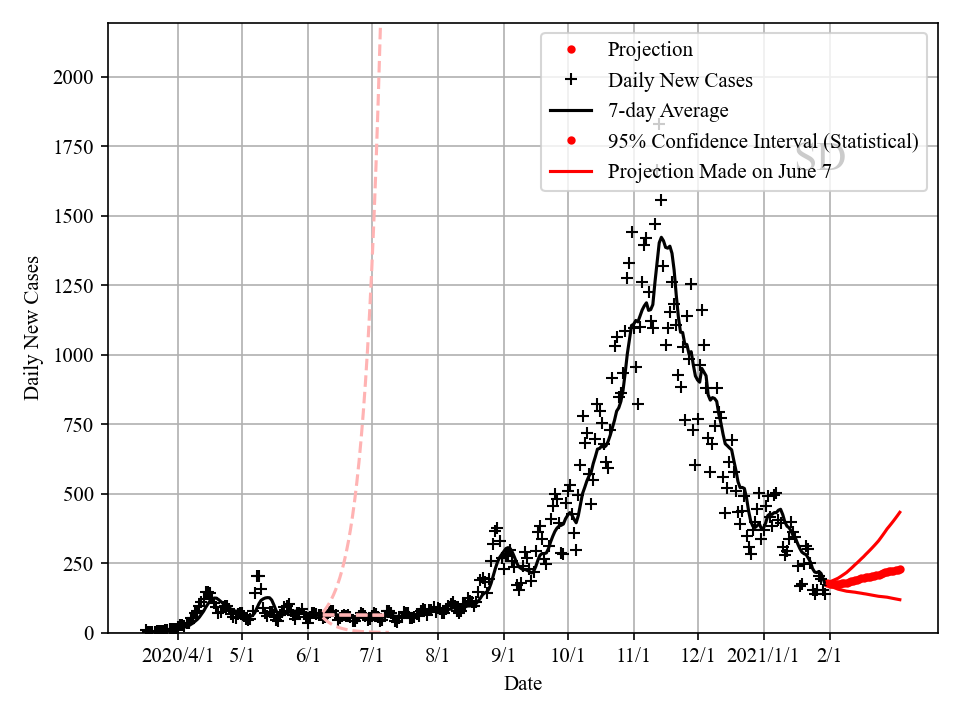 Projection
Daily New Cases
7-day Average
95% Confidence Interval (Statistical)
Projection Made on June 7
SD
2000
1750
1500
1250
1000
750
500
250
0
Daily New Cases
2020/4/1 5/1 6/1 7/1 8/1 9/1 10/1 11/1 12/1 2021/1/1 2/1
Date